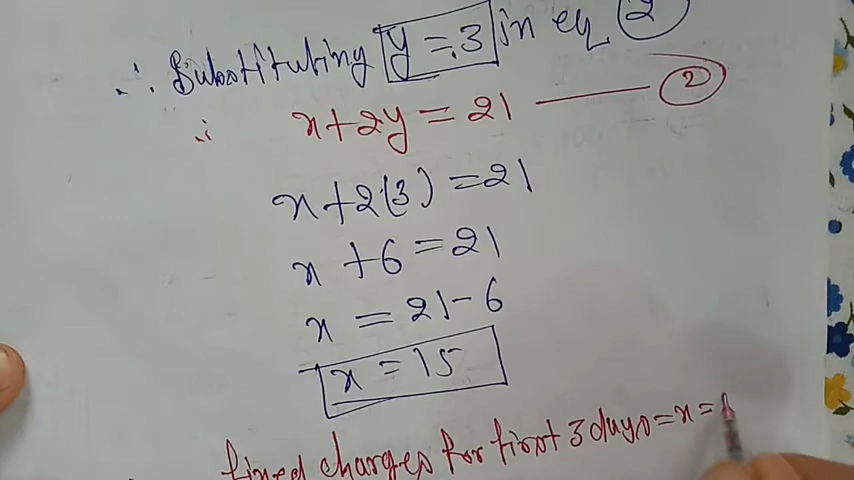 ∴ Substituting y = 3 in eq 2
∴ x + 2y = 21 — 2
x + 2(3) = 21
x + 6 = 21
x = 21 - 6
x = 15
fixed charges for first 3 days = x =